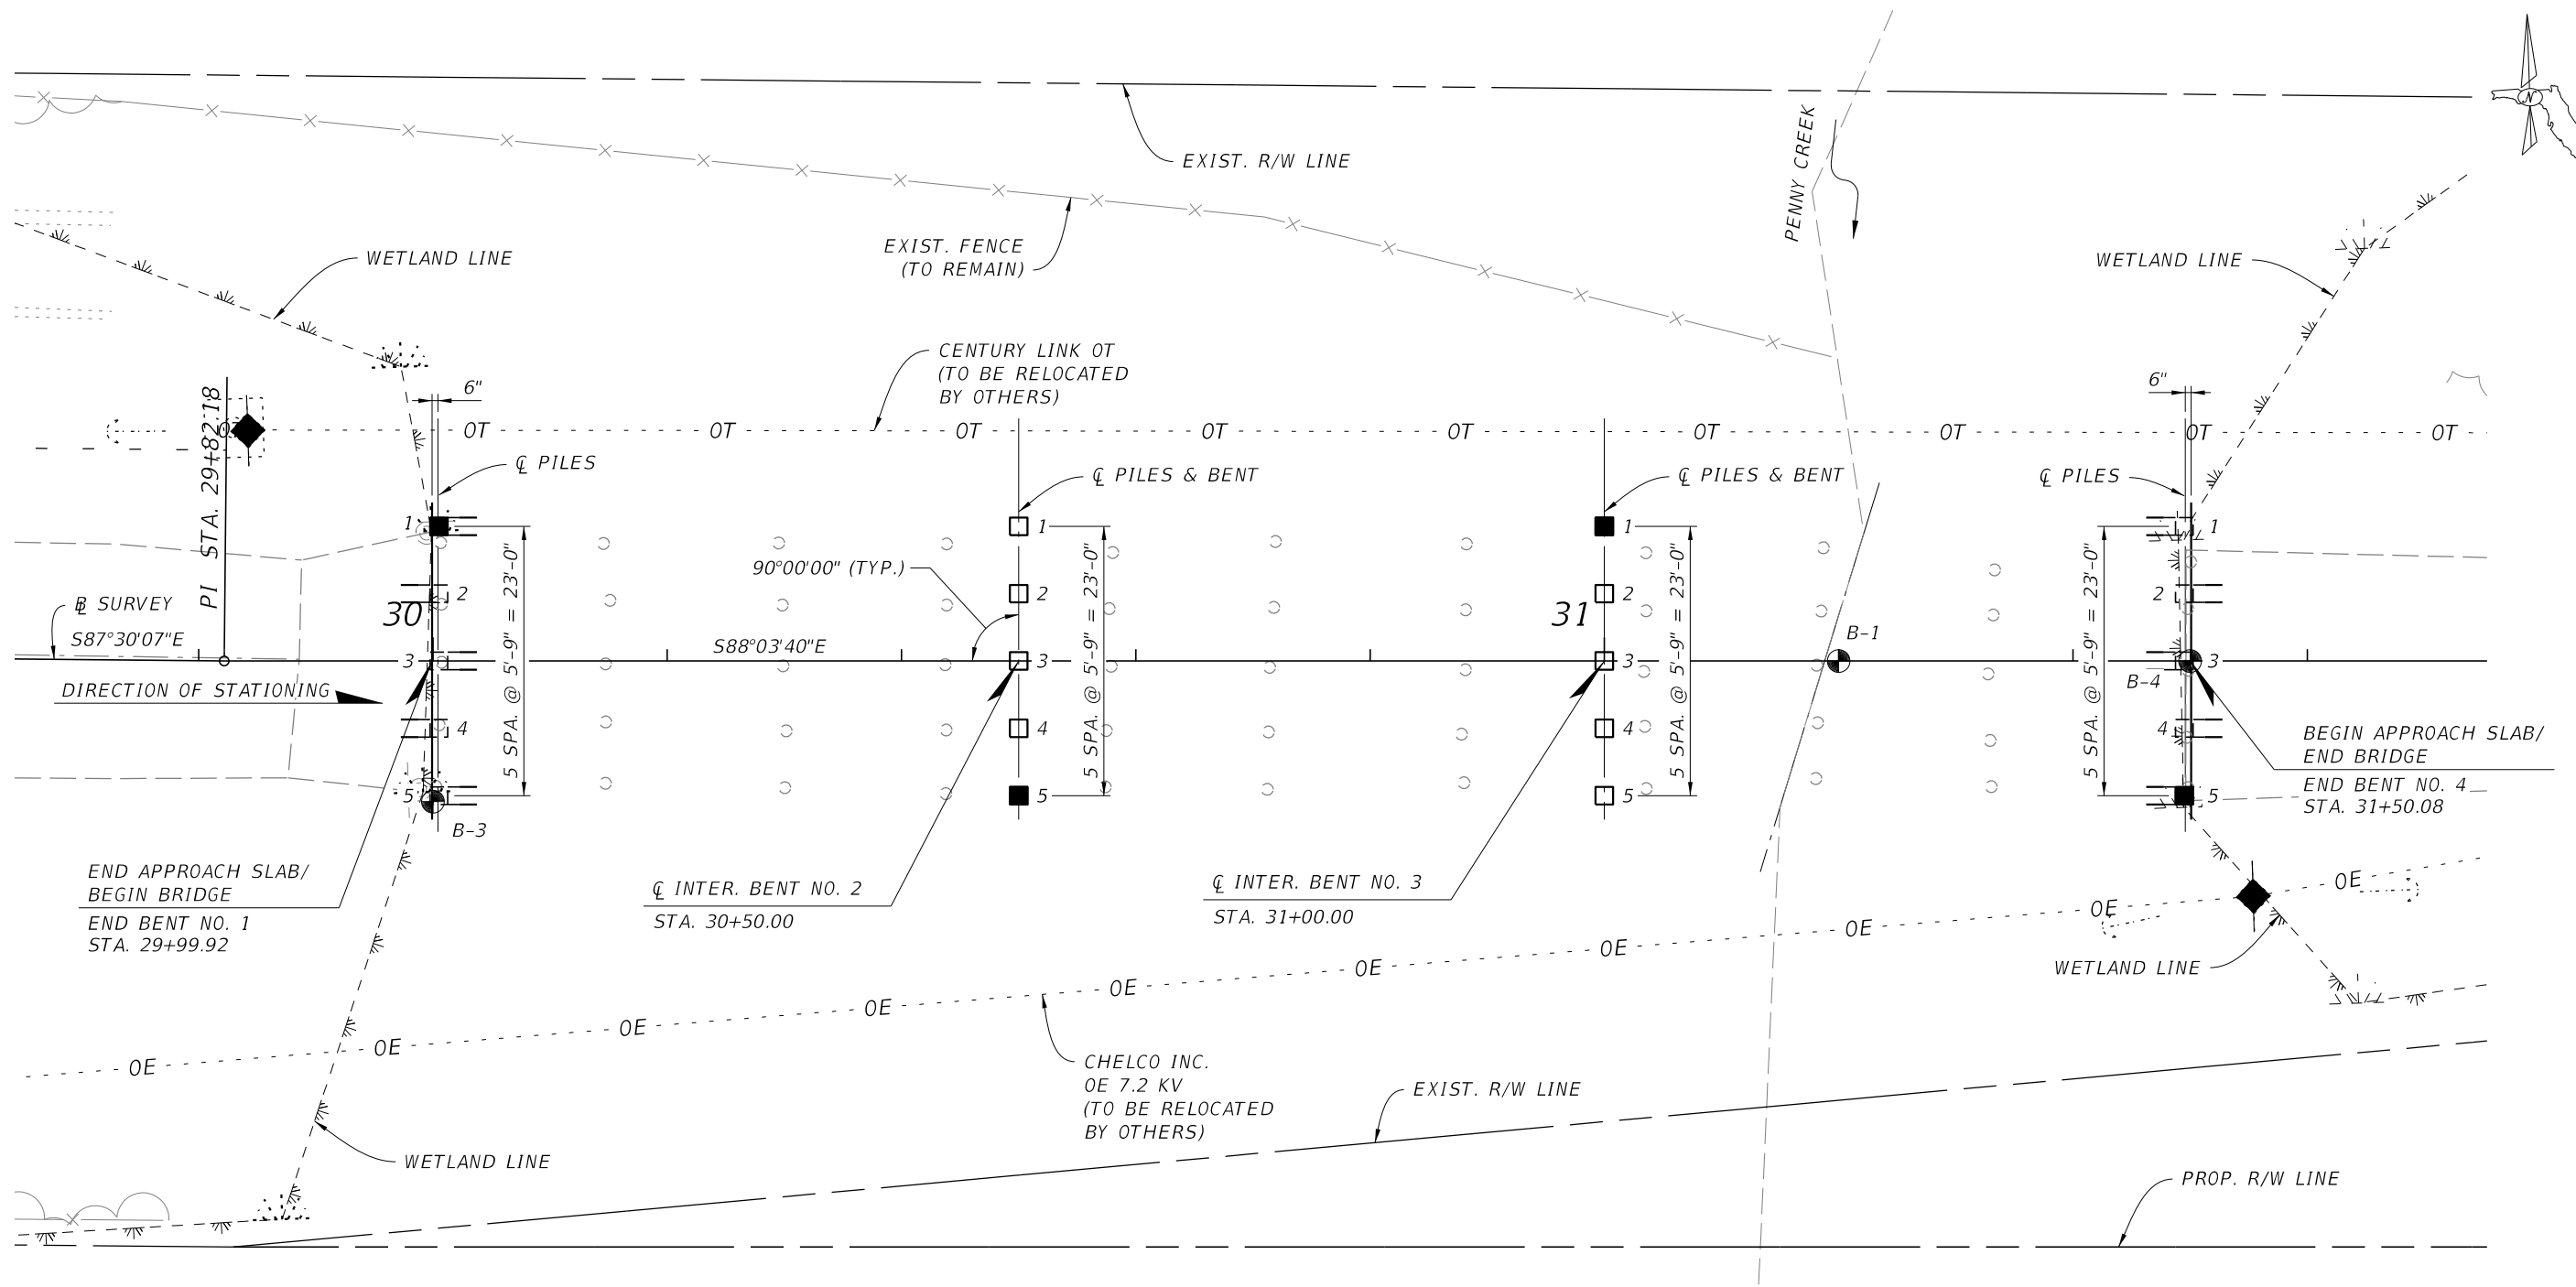 N
EXIST. R/W LINE
PENNY CREEK
EXIST. FENCE
(TO REMAIN)
WETLAND LINE
WETLAND LINE
CENTURY LINK OT
(TO BE RELOCATED
BY OTHERS)
6"
6"
PI STA. 29+82.18
OT
OT
OT
OT
OT
OT
OT
OT
OT
OT
℄ PILES
℄ PILES & BENT
℄ PILES & BENT
℄ PILES
1
1
1
1
90°00'00" (TYP.)
2
2
2
2
5 SPA. @ 5'-9" = 23'-0"
5 SPA. @ 5'-9" = 23'-0"
5 SPA. @ 5'-9" = 23'-0"
5 SPA. @ 5'-9" = 23'-0"
30
31
B SURVEY
S87°30'07"E
S88°03'40"E
B-1
3
3
3
3
B-4
DIRECTION OF STATIONING
4
4
4
4
BEGIN APPROACH SLAB/
END BRIDGE
END BENT NO. 4
STA. 31+50.08
5
5
5
5
B-3
END APPROACH SLAB/
BEGIN BRIDGE
END BENT NO. 1
STA. 29+99.92
℄ INTER. BENT NO. 2
STA. 30+50.00
℄ INTER. BENT NO. 3
STA. 31+00.00
OE
OE
OE
OE
OE
OE
OE
OE
OE
OE
WETLAND LINE
CHELCO INC.
OE 7.2 KV
(TO BE RELOCATED
BY OTHERS)
EXIST. R/W LINE
WETLAND LINE
PROP. R/W LINE